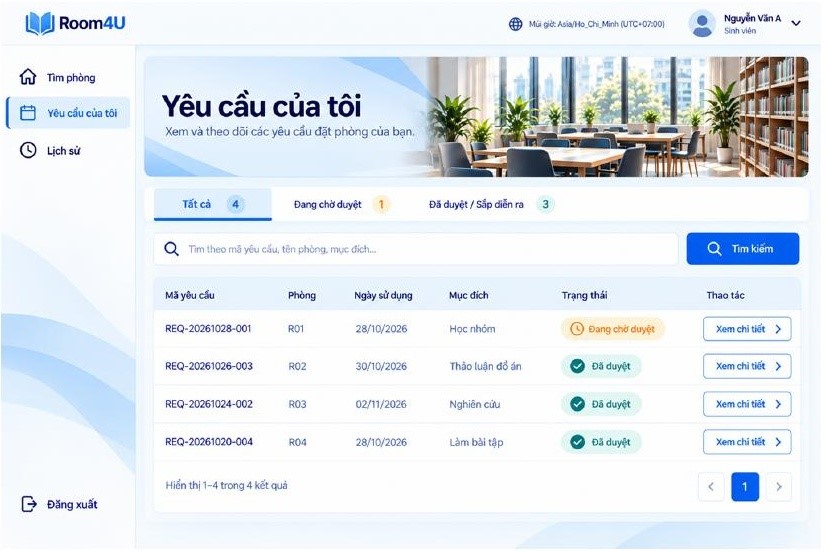 Room4U
Múi giờ: Asia/Ho_Chi_Minh (UTC+07:00)
Nguyễn Văn A
Sinh viên
Tìm phòng
Yêu cầu của tôi
Lịch sử
Đăng xuất
Yêu cầu của tôi
Xem và theo dõi các yêu cầu đặt phòng của bạn.
Tất cả 4 Đang chờ duyệt 1 Đã duyệt / Sắp diễn ra 3
Tìm theo mã yêu cầu, tên phòng, mục đích...
Tìm kiếm
Mã yêu cầu Phòng Ngày sử dụng Mục đích Trạng thái Thao tác
REQ-20261028-001 R01 28/10/2026 Học nhóm Đang chờ duyệt Xem chi tiết
REQ-20261026-003 R02 30/10/2026 Thảo luận đồ án Đã duyệt Xem chi tiết
REQ-20261024-002 R03 02/11/2026 Nghiên cứu Đã duyệt Xem chi tiết
REQ-20261020-004 R04 28/10/2026 Làm bài tập Đã duyệt Xem chi tiết
Hiển thị 1–4 trong 4 kết quả
1